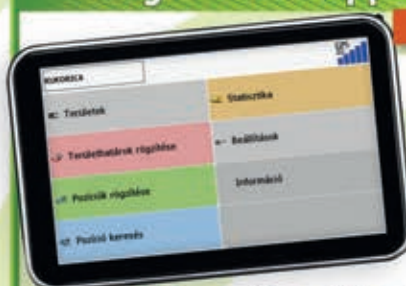 KUKORICA
Területek
Statisztika
Területhatárok rögzítése
Beállítások
Pozíciók rögzítése
Információ
Pozíció keresés